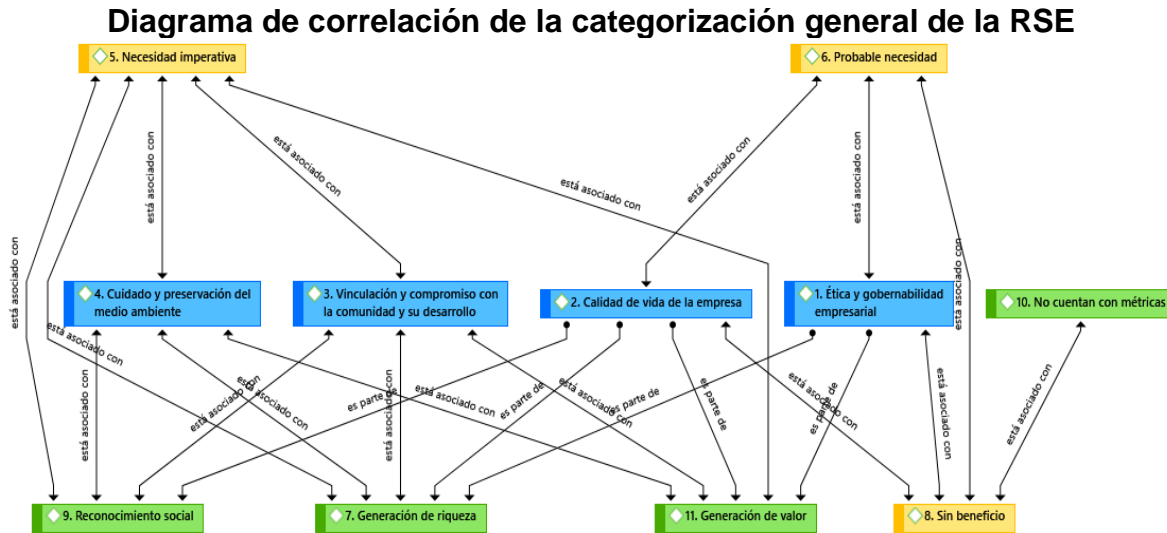 Diagrama de correlación de la categorización general de la RSE
5. Necesidad imperativa
6. Probable necesidad
está asociado con
está asociado con
está asociado con
está asociado con
está asociado con
está asociado con
está asociado con
está asociado con
4. Cuidado y preservación del
medio ambiente
3. Vinculación y compromiso con
la comunidad y su desarrollo
2. Calidad de vida de la empresa
1. Ética y gobernabilidad
empresarial
10. No cuentan con métricas
está asociado con
está asociado con
está asociado con
está asociado con
está asociado con
es parte de
está asociado con
es parte de
está asociado con
es parte de
es parte de
es parte de
está asociado con
está asociado con
está asociado con
9. Reconocimiento social
7. Generación de riqueza
11. Generación de valor
8. Sin beneficio